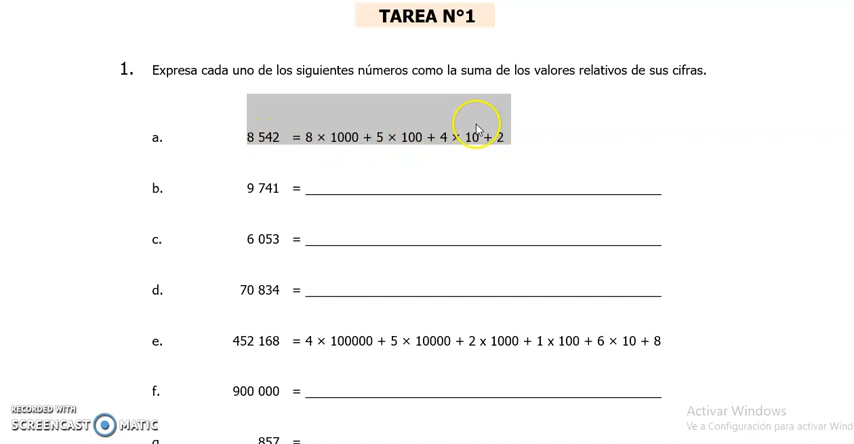 TAREA N°1
1. Expresa cada uno de los siguientes números como la suma de los valores relativos de sus cifras.
a. 8 542 = 8 × 1000 + 5 × 100 + 4 × 10 + 2
b. 9 741 =
c. 6 053 =
d. 70 834 =
e. 452 168 = 4 × 100000 + 5 × 10000 + 2 x 1000 + 1 x 100 + 6 × 10 + 8
f. 900 000 =
g. 857 =
RECORDED WITH
SCREENCAST MATIC
Activar Windows
Ve a Configuración para activar Wind